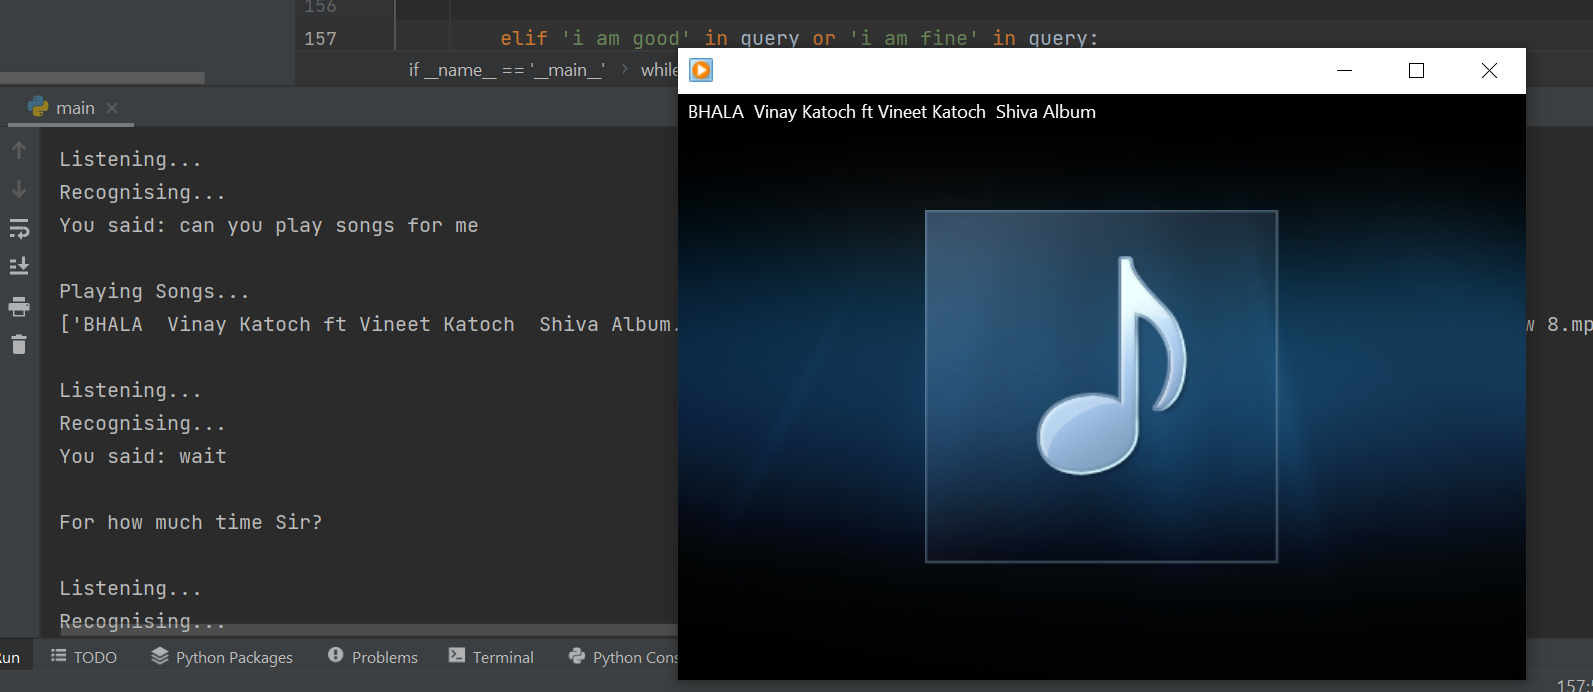 156
157 elif 'i am good' in query or 'i am fine' in query:
if __name__ == '__main__' › while
BHALA  Vinay Katoch ft Vineet Katoch  Shiva Album
main
Listening...
Recognising...
You said: can you play songs for me
Playing Songs...
['BHALA  Vinay Katoch ft Vineet Katoch  Shiva Album. w 8.mp
Listening...
Recognising...
You said: wait
For how much time Sir?
Listening...
Recognising...
un TODO Python Packages Problems Terminal Python Cons
157: